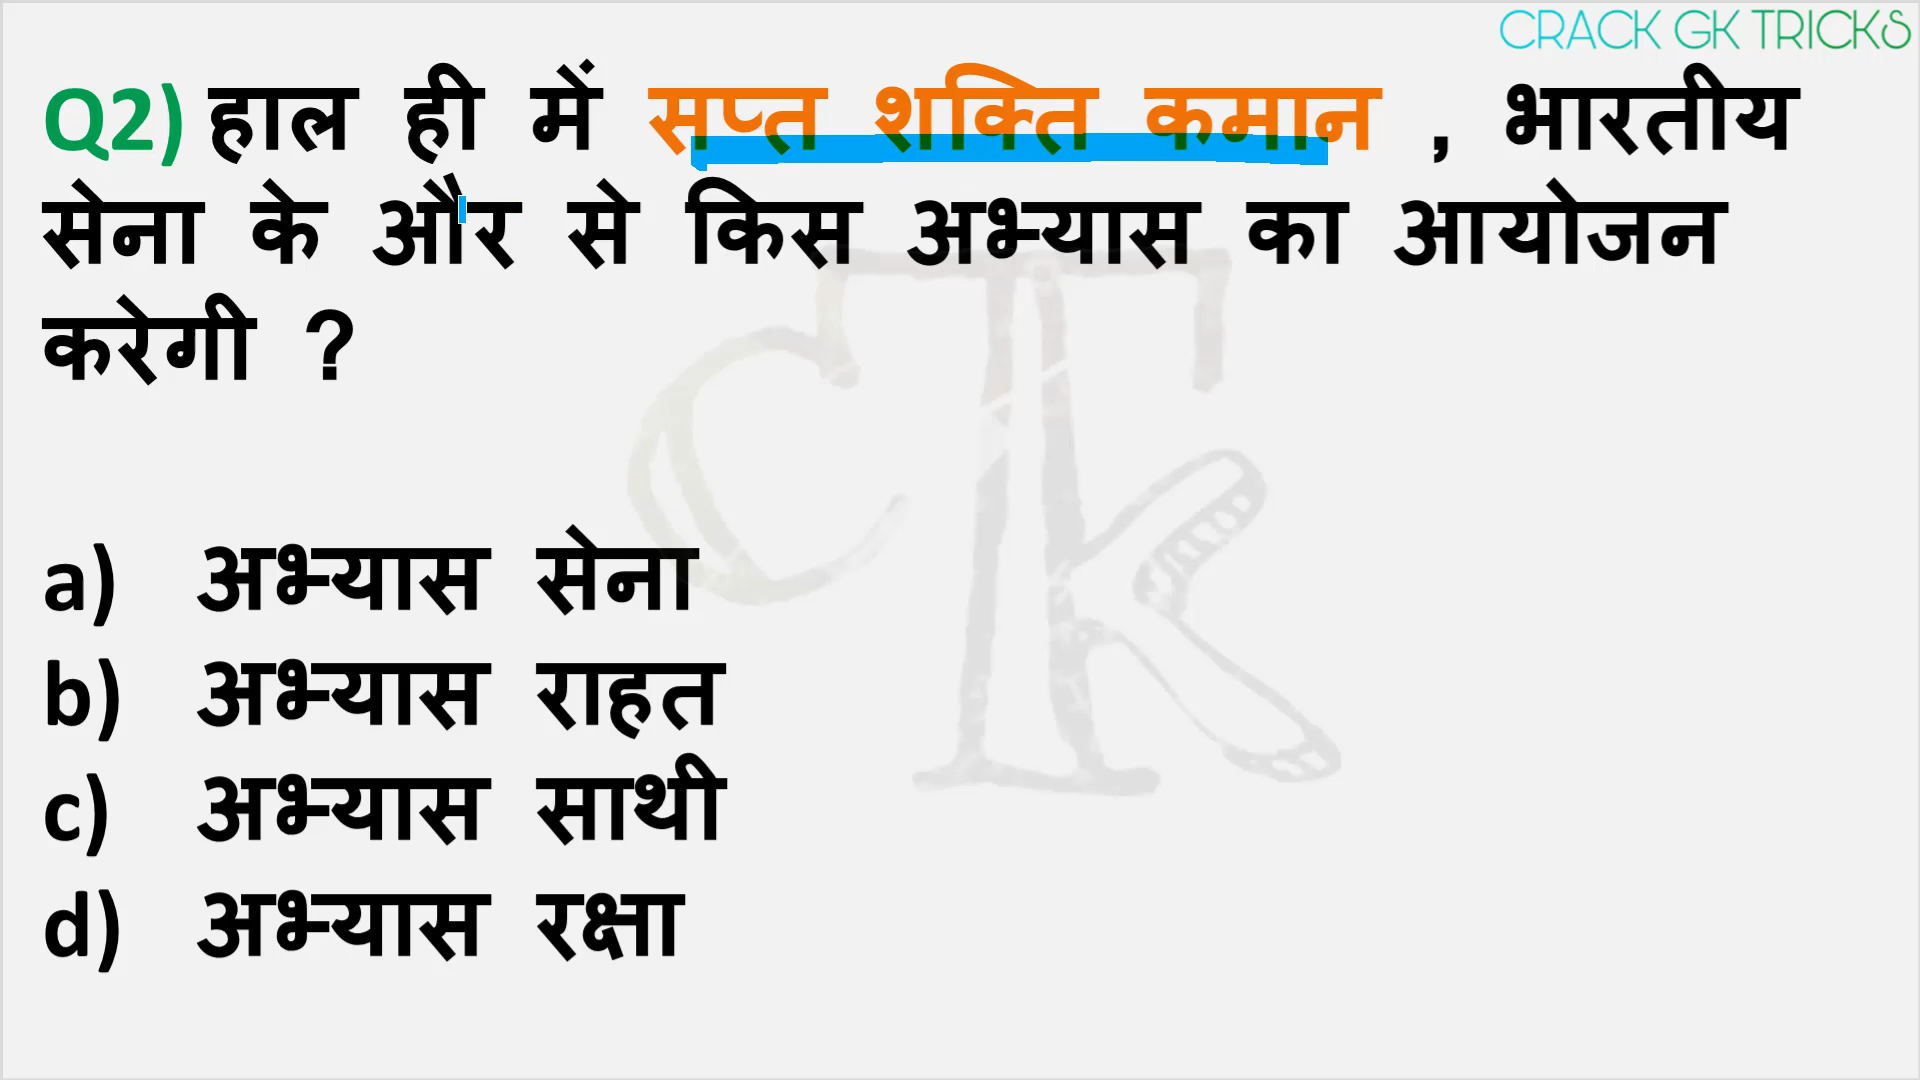 CRACK GK TRICKS
Q2) हाल ही में सप्त शक्ति कमान , भारतीय
सेना के और से किस अभ्यास का आयोजन
करेगी ?
a) अभ्यास सेना
b) अभ्यास राहत
c) अभ्यास साथी
d) अभ्यास रक्षा
CTk